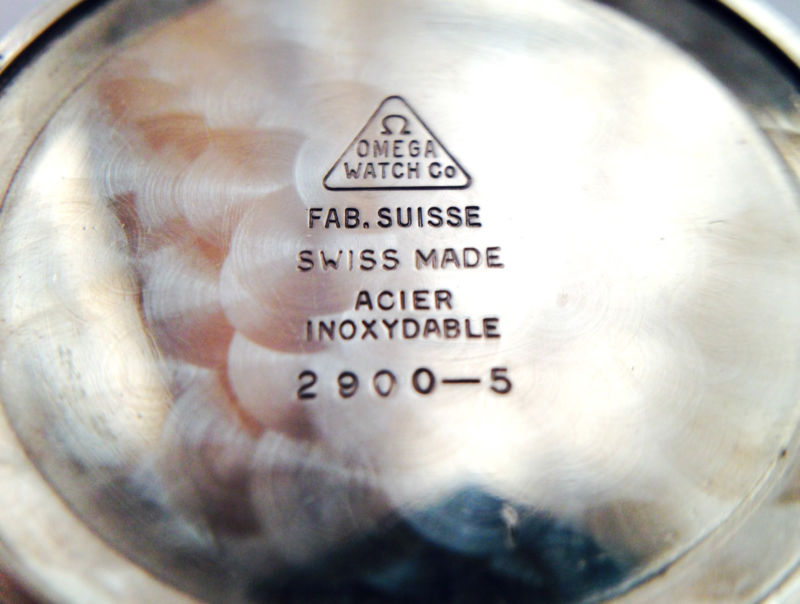 Ω
OMEGA
WATCH Co
FAB. SUISSE
SWISS MADE
ACIER
INOXYDABLE
2900-5